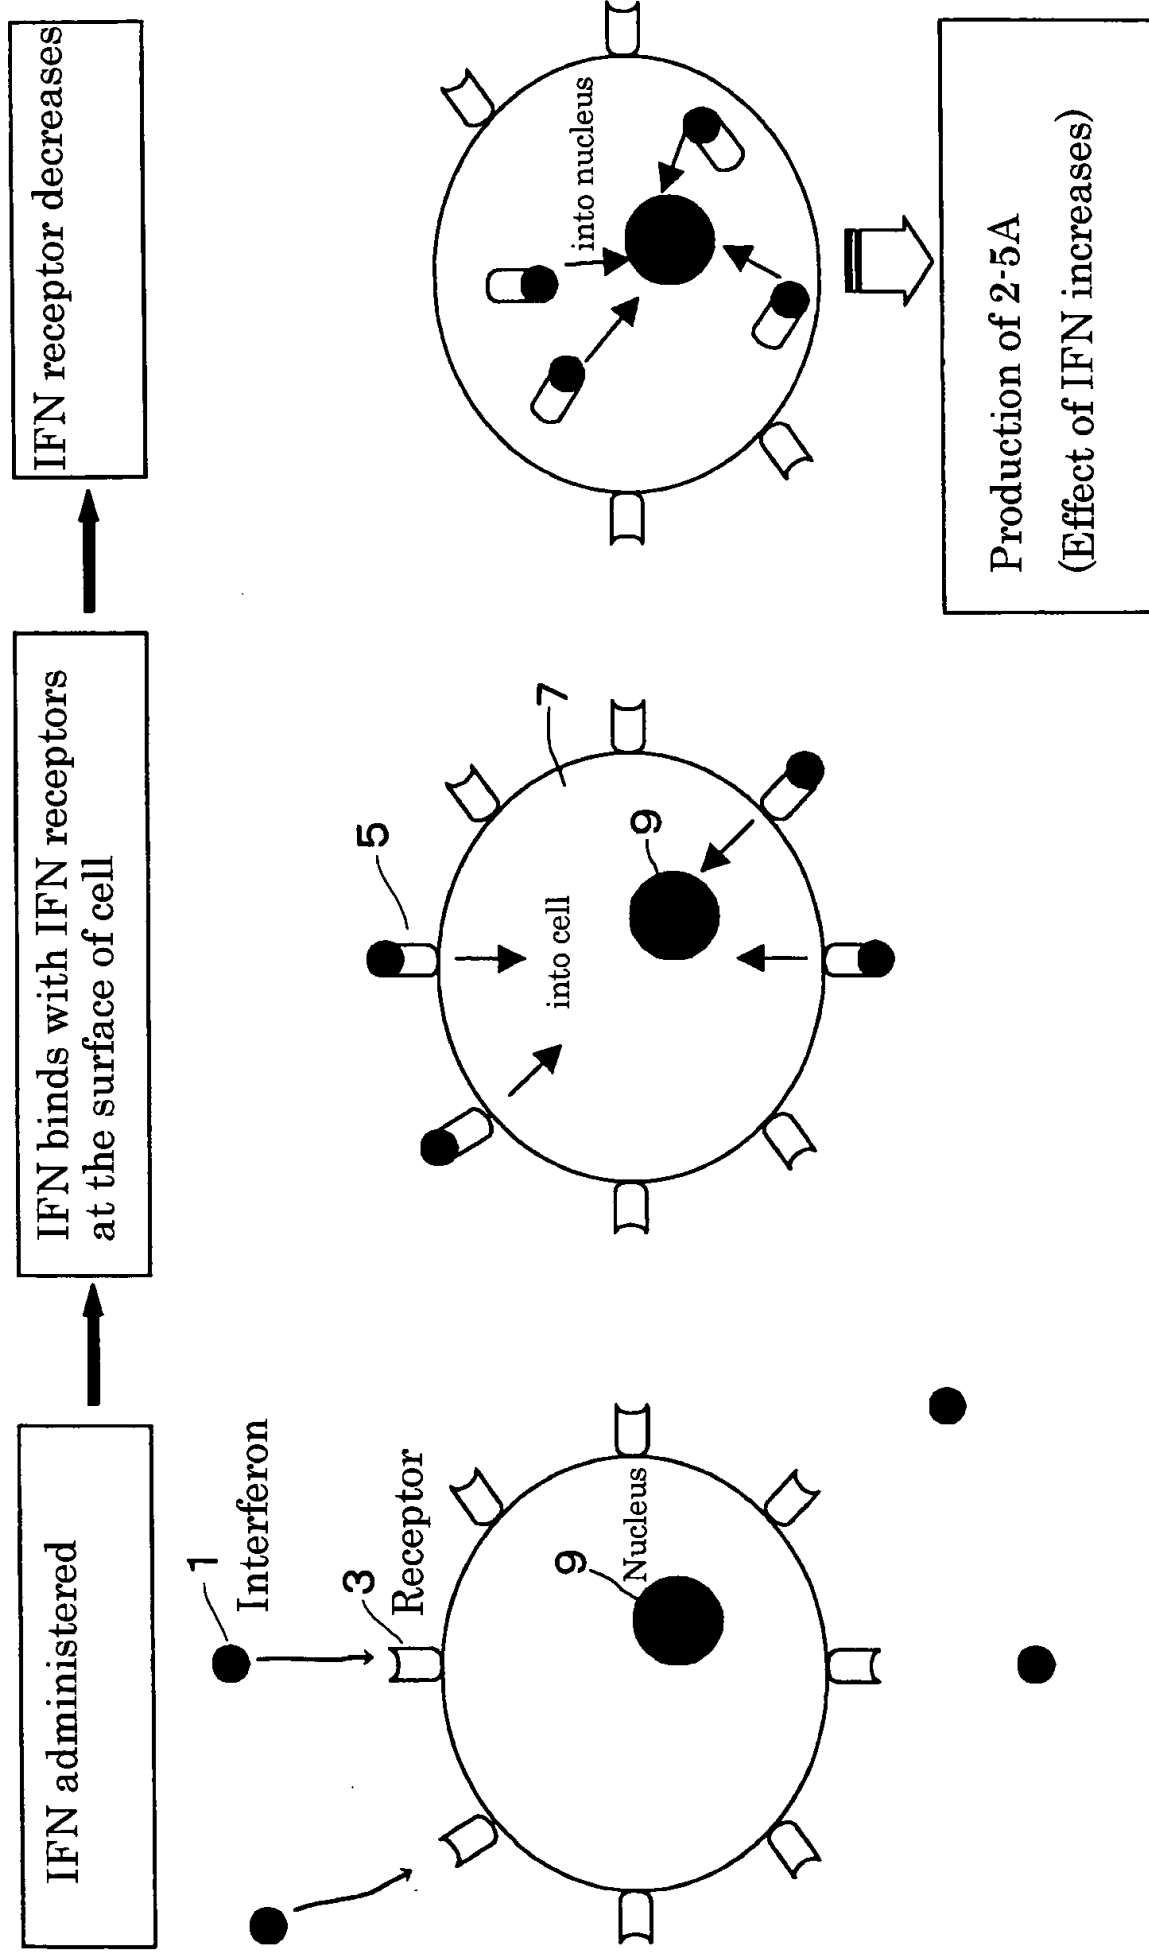 IFN administered
IFN binds with IFN receptors
at the surface of cell
IFN receptor decreases
1
Interferon
3
Receptor
9
Nucleus
5
7
into cell
9
into nucleus
Production of 2-5A
(Effect of IFN increases)